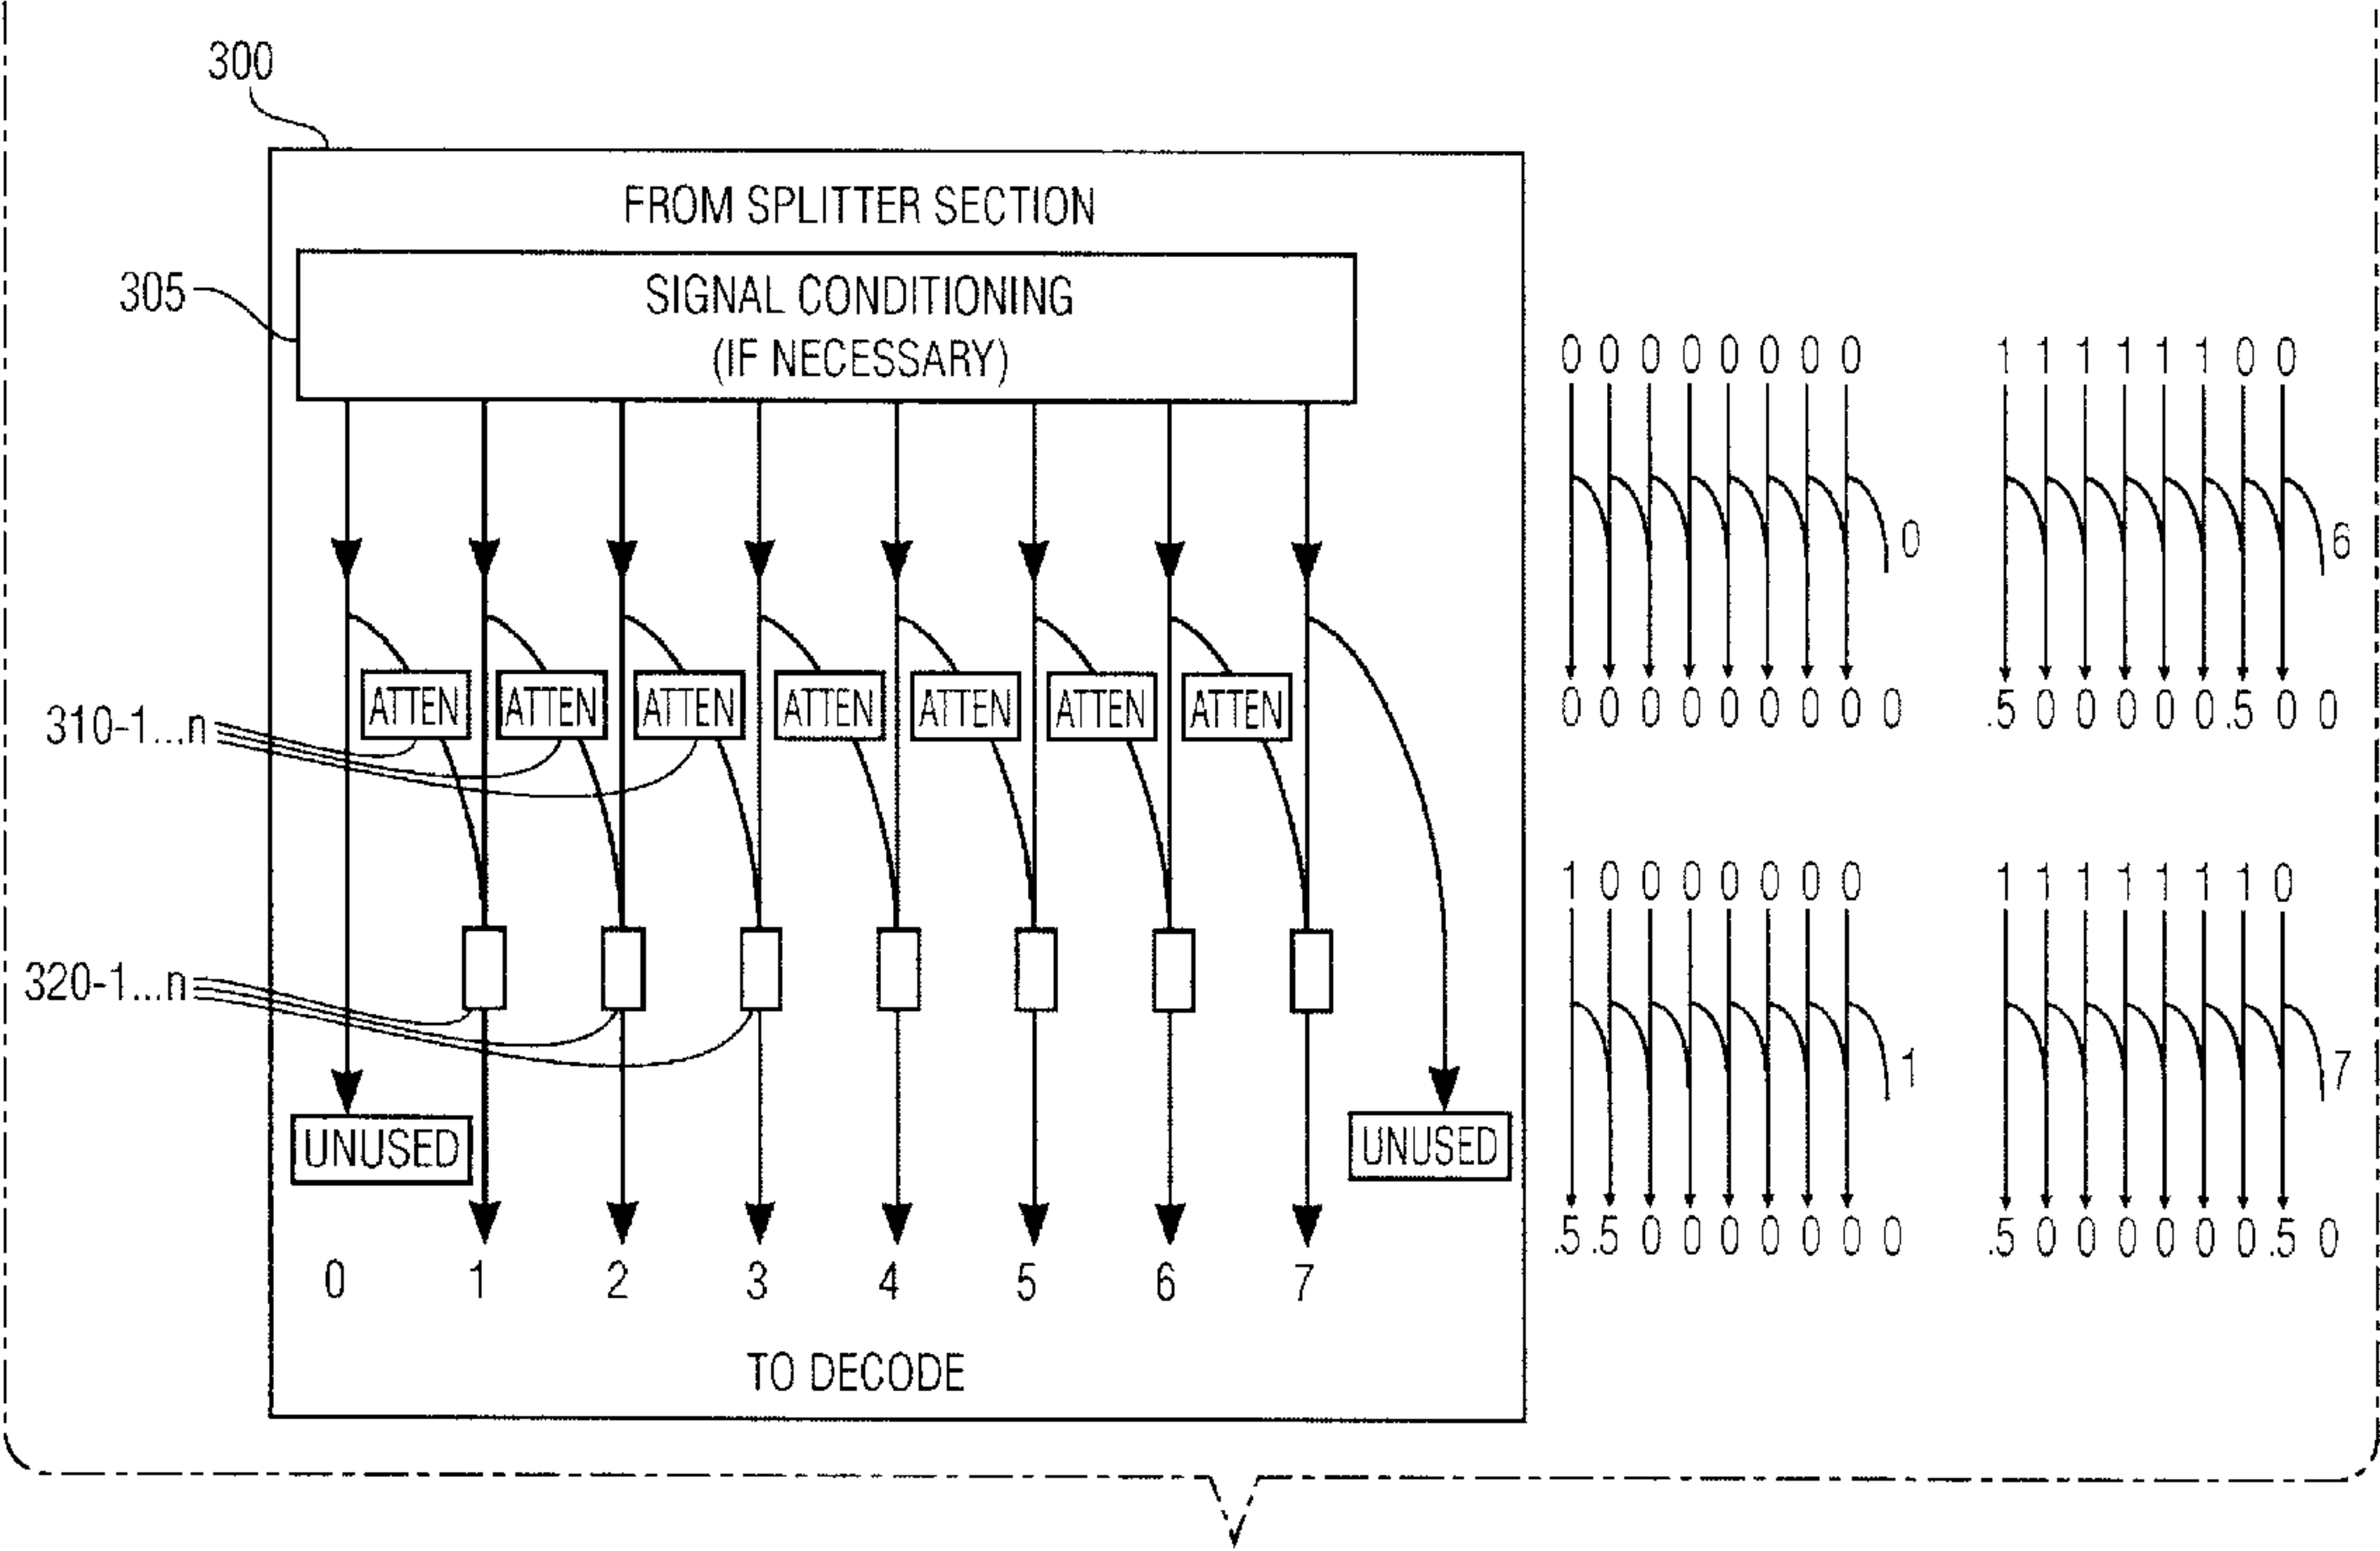 300
FROM SPLITTER SECTION
305
SIGNAL CONDITIONING
(IF NECESSARY)
ATTEN ATTEN ATTEN ATTEN ATTEN ATTEN ATTEN
310-1...n
320-1...n
UNUSED
UNUSED
0 1 2 3 4 5 6 7
TO DECODE
0 0 0 0 0 0 0 0
0
0 0 0 0 0 0 0 0 0
1 1 1 1 1 1 0 0
6
.5 0 0 0 0 0 .5 0 0
1 0 0 0 0 0 0 0
1
.5 .5 0 0 0 0 0 0 0
1 1 1 1 1 1 1 0
7
.5 0 0 0 0 0 0 .5 0